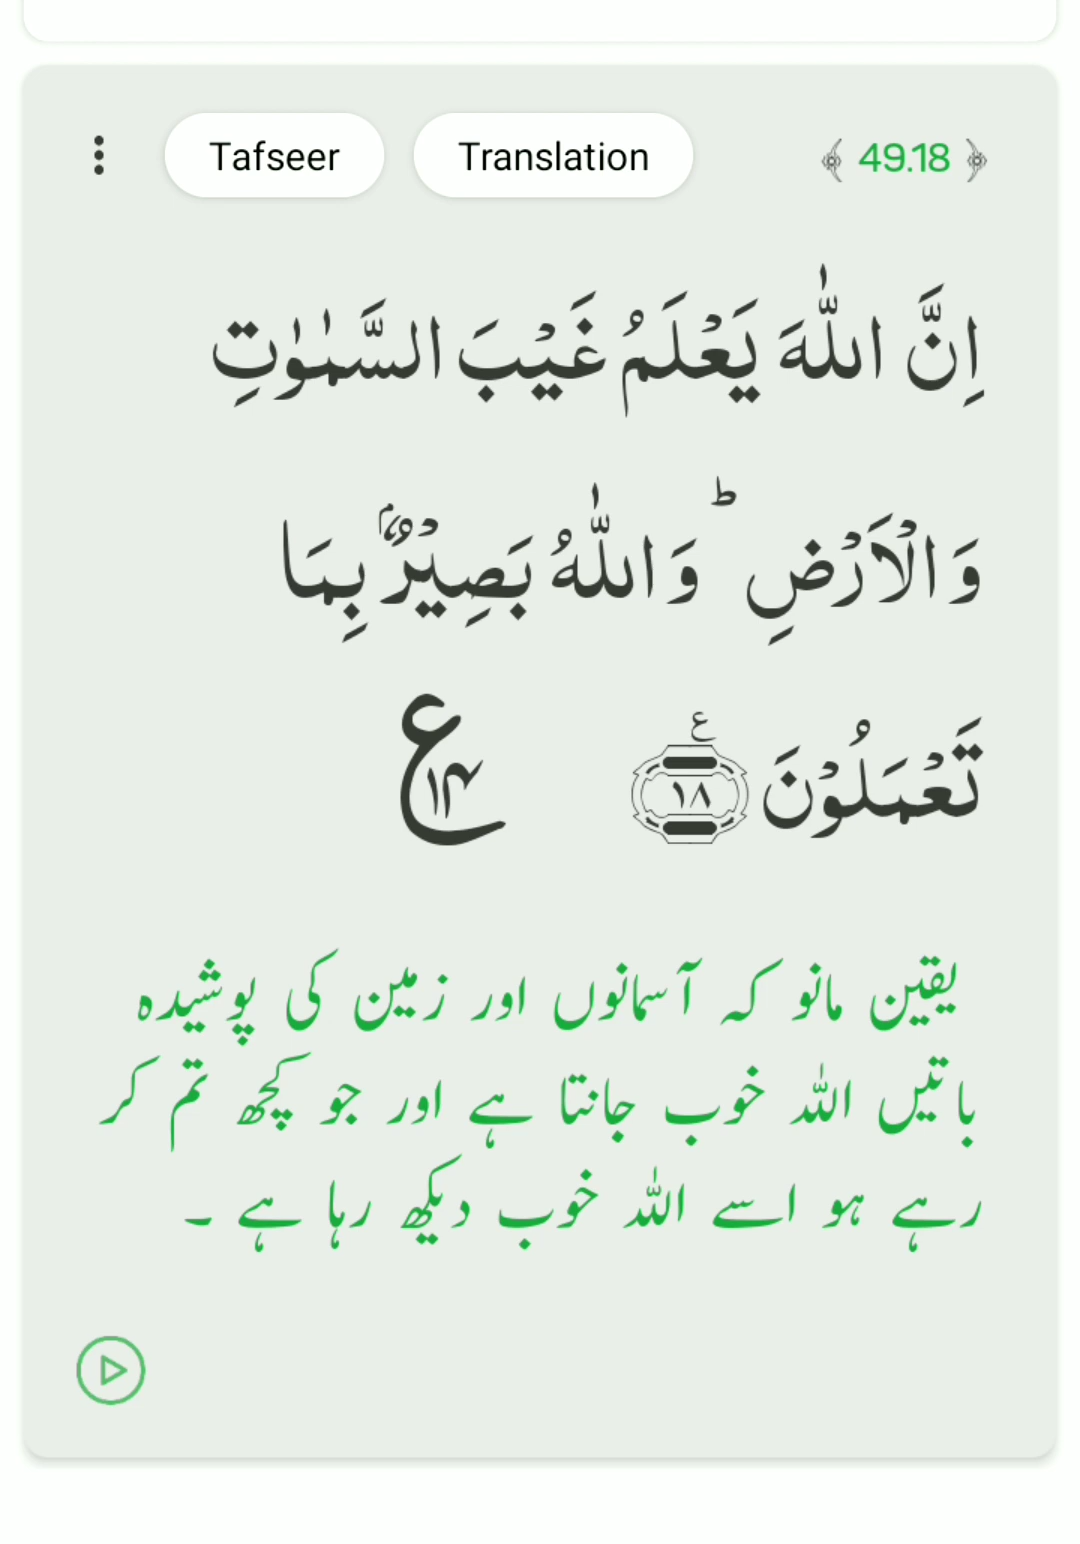 Tafseer Translation 49.18
اِنَّ اللّٰهَ يَعْلَمُ غَيْبَ السَّمٰوٰتِ
وَالْاَرْضِ ؕ وَاللّٰهُ بَصِيْرٌۢ بِمَا
تَعْمَلُوْنَ ﴿۱۸﴾ ع ۱۴
یقین مانو کہ آسمانوں اور زمین کی پوشیدہ
باتیں اللہ خوب جانتا ہے اور جو کچھ تم کر
رہے ہو اسے اللہ خوب دیکھ رہا ہے ۔